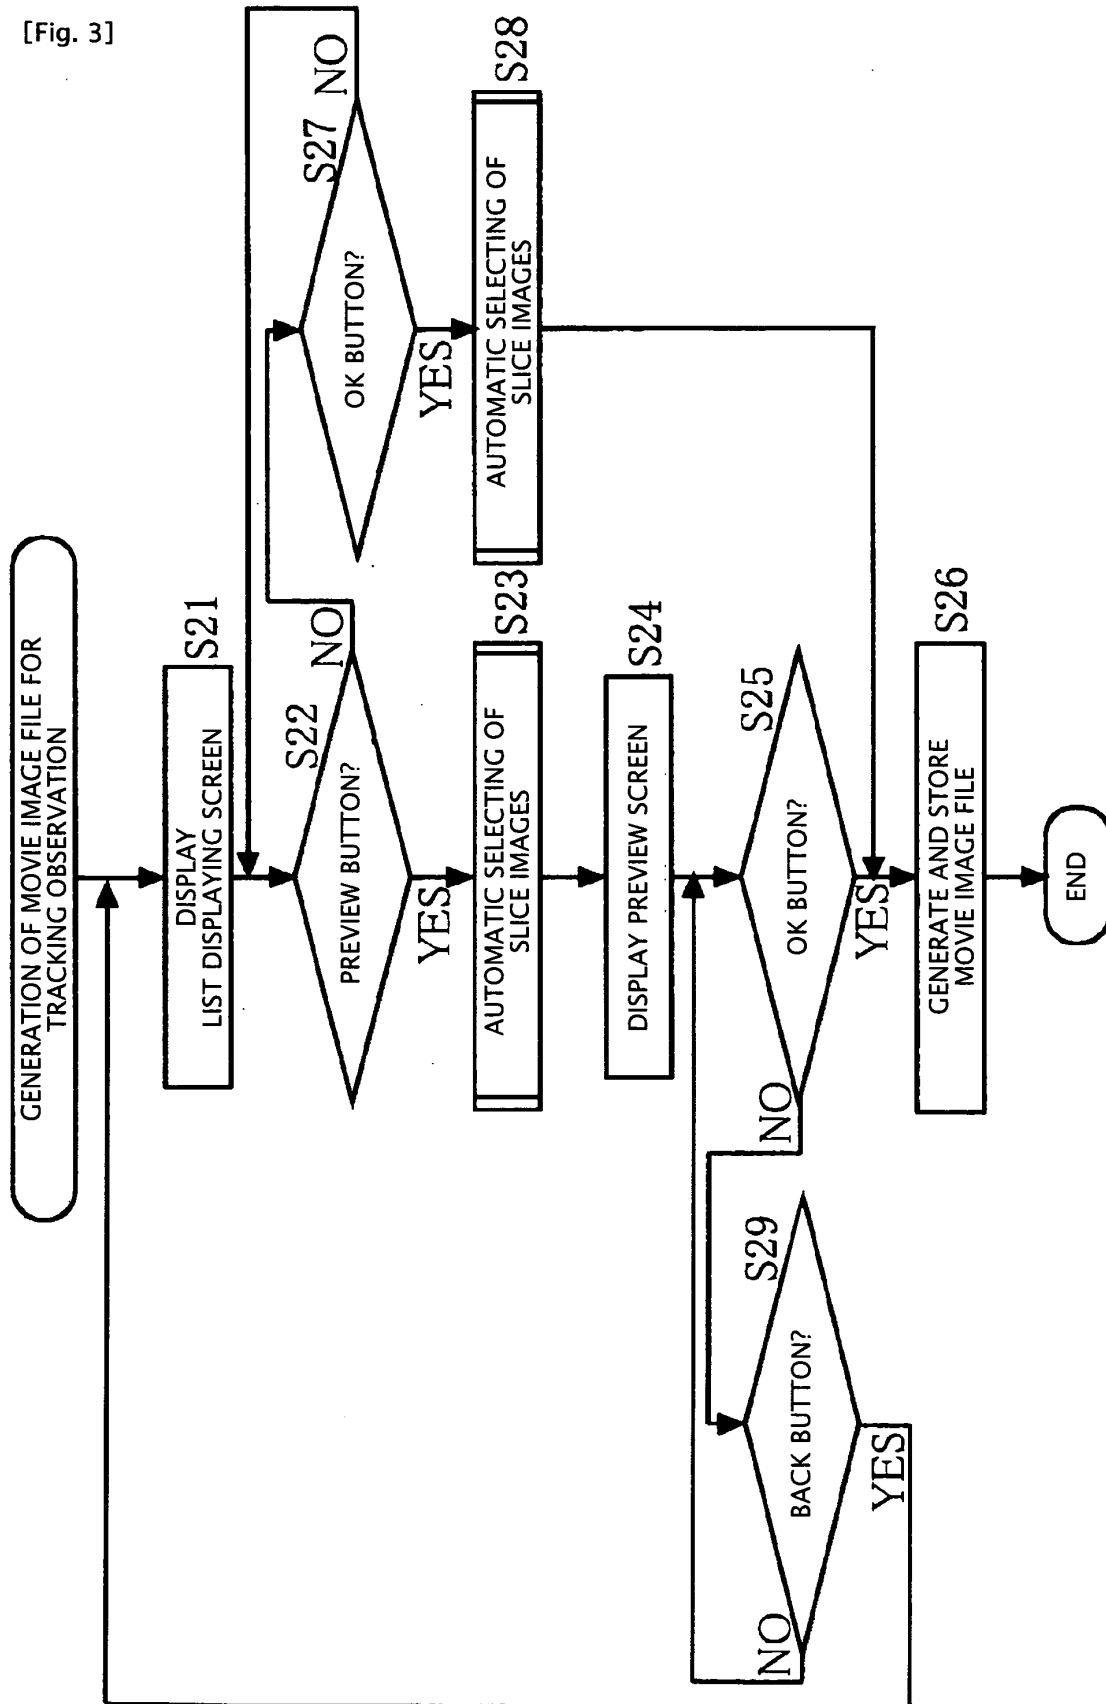 [Fig. 3]
GENERATION OF MOVIE IMAGE FILE FOR
TRACKING OBSERVATION
DISPLAY
LIST DISPLAYING SCREEN
S21
PREVIEW BUTTON?
S22
NO
YES
OK BUTTON?
S27
NO
YES
AUTOMATIC SELECTING OF
SLICE IMAGES
S23
AUTOMATIC SELECTING OF
SLICE IMAGES
S28
DISPLAY PREVIEW SCREEN
S24
OK BUTTON?
S25
NO
YES
BACK BUTTON?
S29
NO
YES
GENERATE AND STORE
MOVIE IMAGE FILE
S26
END